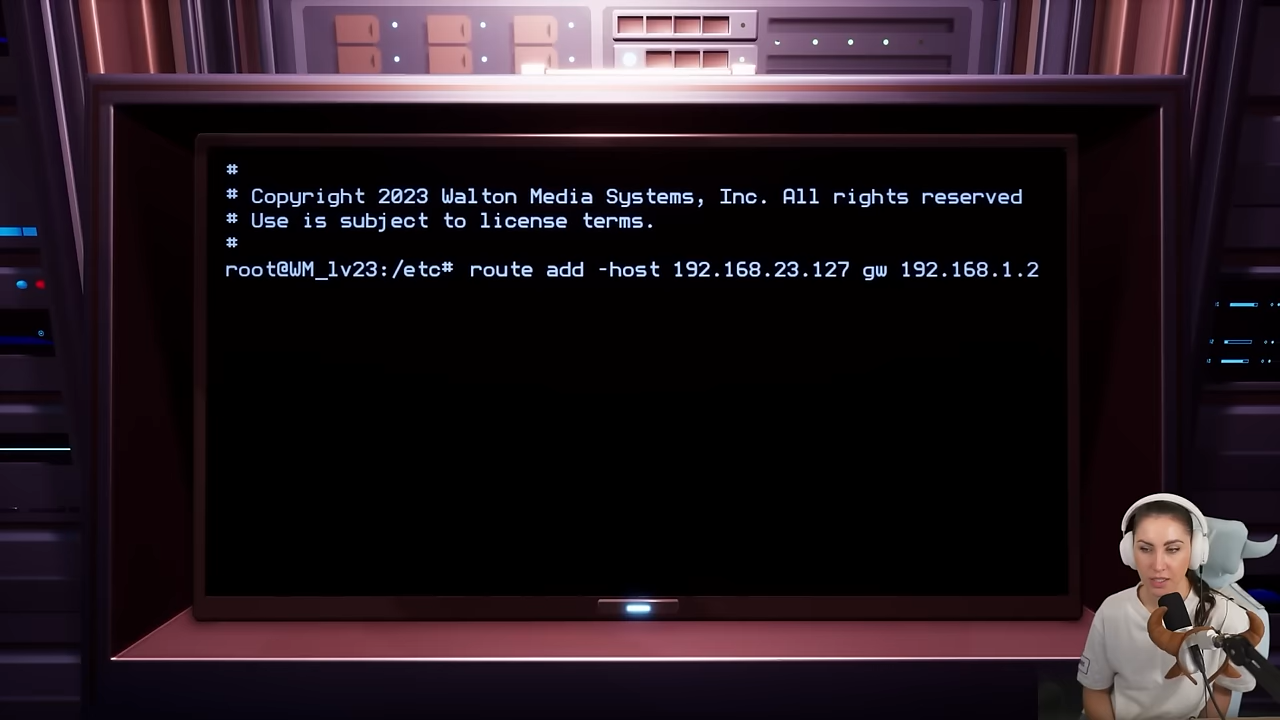 #
# Copyright 2023 Walton Media Systems, Inc. All rights reserved
# Use is subject to license terms.
#
root@WM_lv23:/etc# route add -host 192.168.23.127 gw 192.168.1.2